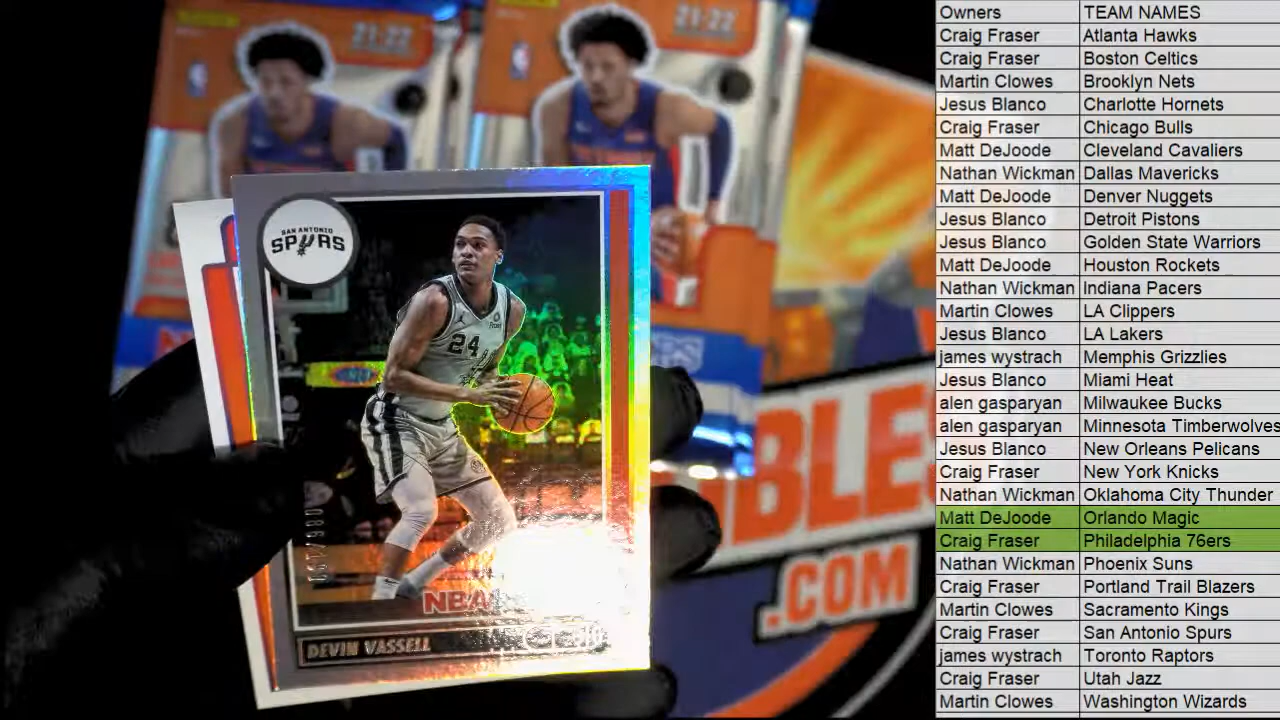 Owners TEAM NAMES
Craig Fraser Atlanta Hawks
Craig Fraser Boston Celtics
Martin Clowes Brooklyn Nets
Jesus Blanco Charlotte Hornets
Craig Fraser Chicago Bulls
Matt DeJoode Cleveland Cavaliers
Nathan Wickman Dallas Mavericks
Matt DeJoode Denver Nuggets
Jesus Blanco Detroit Pistons
Jesus Blanco Golden State Warriors
Matt DeJoode Houston Rockets
Nathan Wickman Indiana Pacers
Martin Clowes LA Clippers
Jesus Blanco LA Lakers
james wystrach Memphis Grizzlies
Jesus Blanco Miami Heat
alen gasparyan Milwaukee Bucks
alen gasparyan Minnesota Timberwolves
Jesus Blanco New Orleans Pelicans
Craig Fraser New York Knicks
Nathan Wickman Oklahoma City Thunder
Matt DeJoode Orlando Magic
Craig Fraser Philadelphia 76ers
Nathan Wickman Phoenix Suns
Craig Fraser Portland Trail Blazers
Martin Clowes Sacramento Kings
Craig Fraser San Antonio Spurs
james wystrach Toronto Raptors
Craig Fraser Utah Jazz
Martin Clowes Washington Wizards
21-22
21-22
SAN ANTONIO
SPURS
24
NBA
DEVIN VASSELL
BLES
.COM